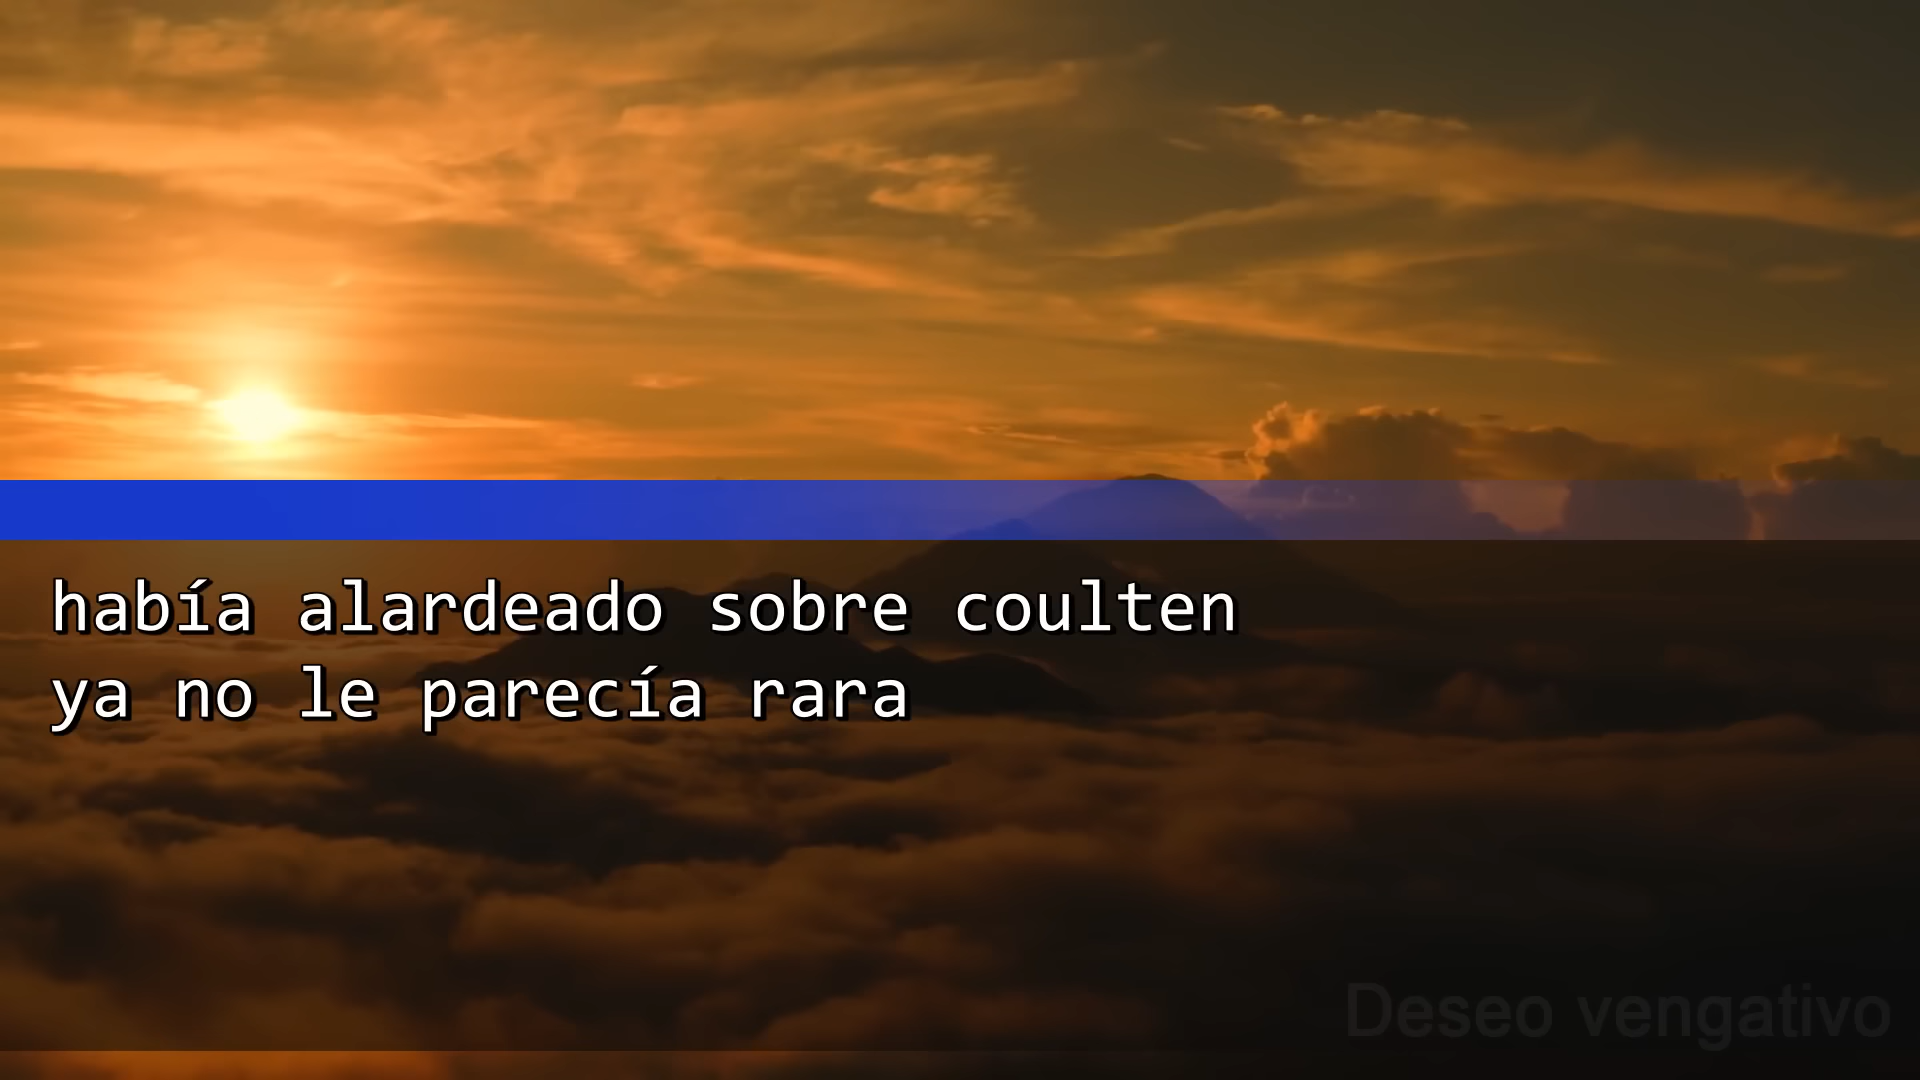 había alardeado sobre coulten
ya no le parecía rara
Deseo vengativo